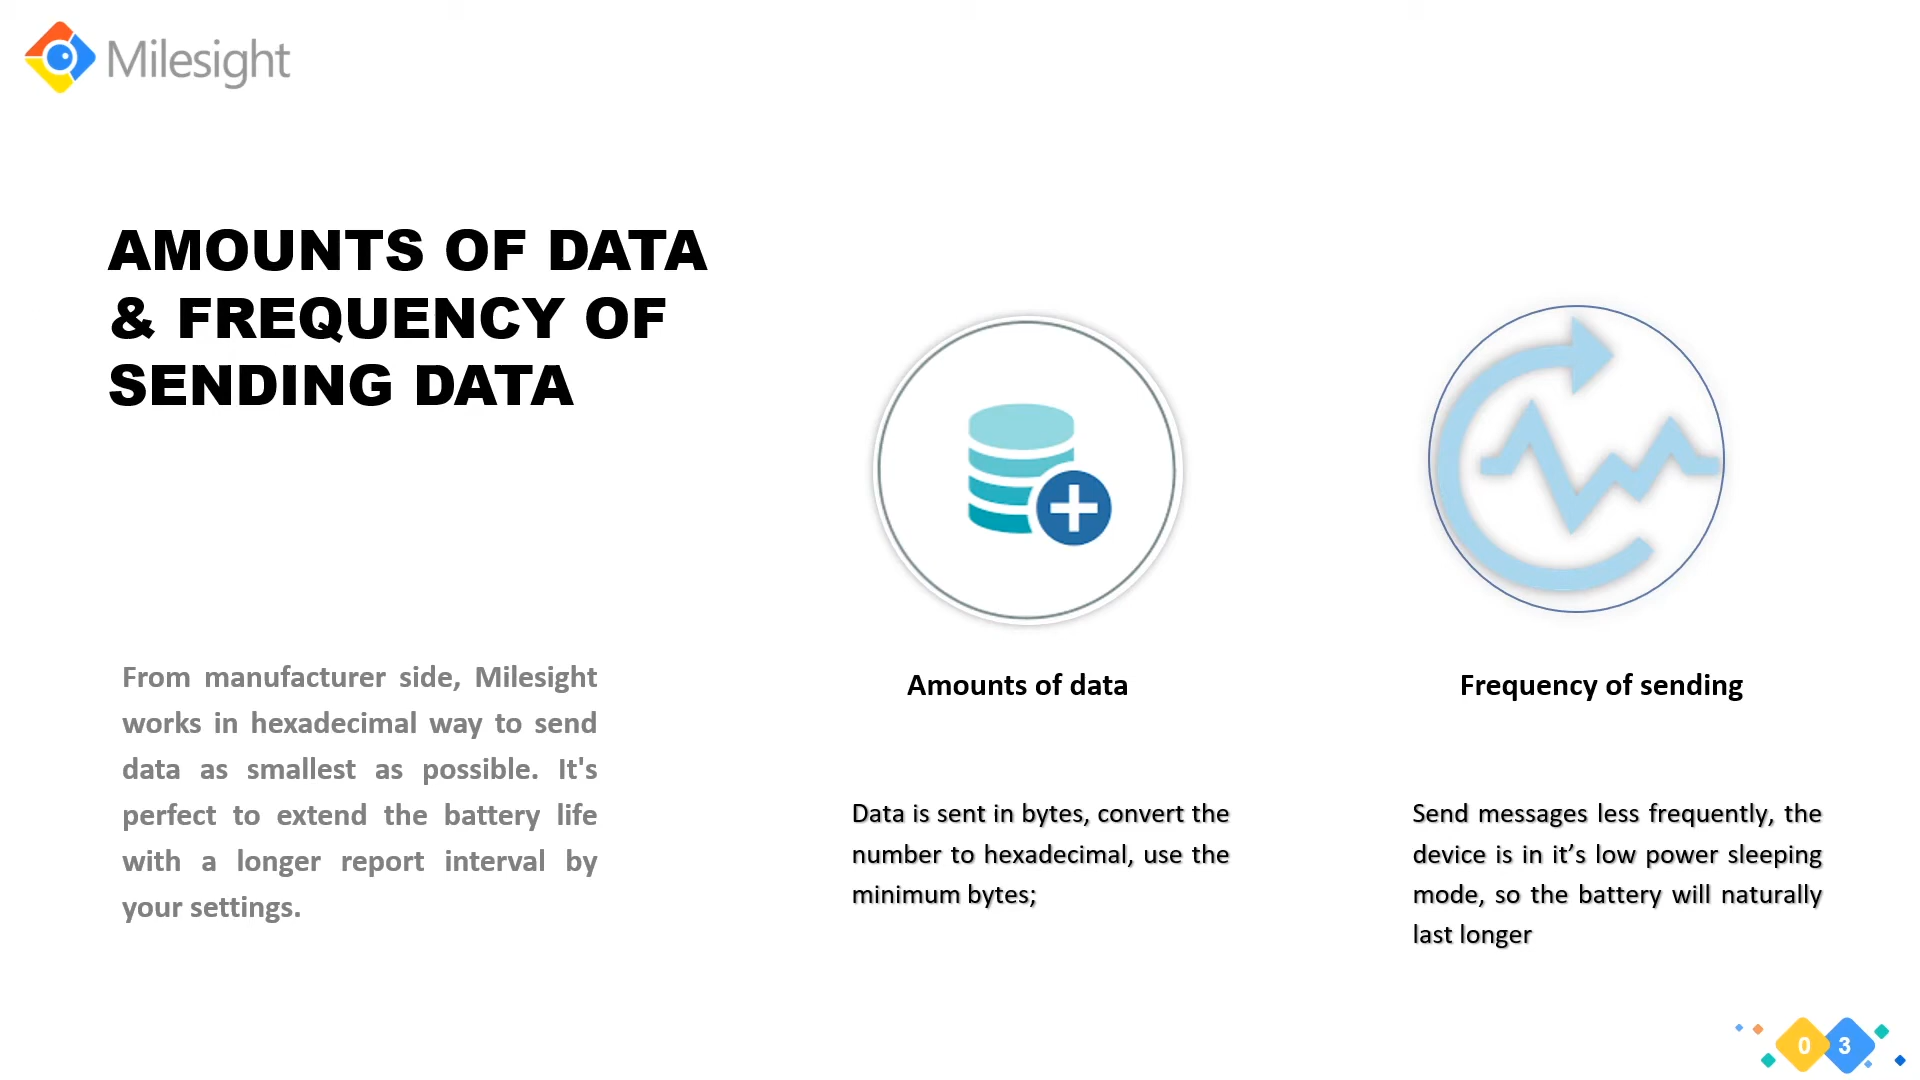 Milesight
AMOUNTS OF DATA
& FREQUENCY OF
SENDING DATA
From manufacturer side, Milesight
works in hexadecimal way to send
data as smallest as possible. It's
perfect to extend the battery life
with a longer report interval by
your settings.
Amounts of data
Data is sent in bytes, convert the
number to hexadecimal, use the
minimum bytes;
Frequency of sending
Send messages less frequently, the
device is in it’s low power sleeping
mode, so the battery will naturally
last longer
0 3